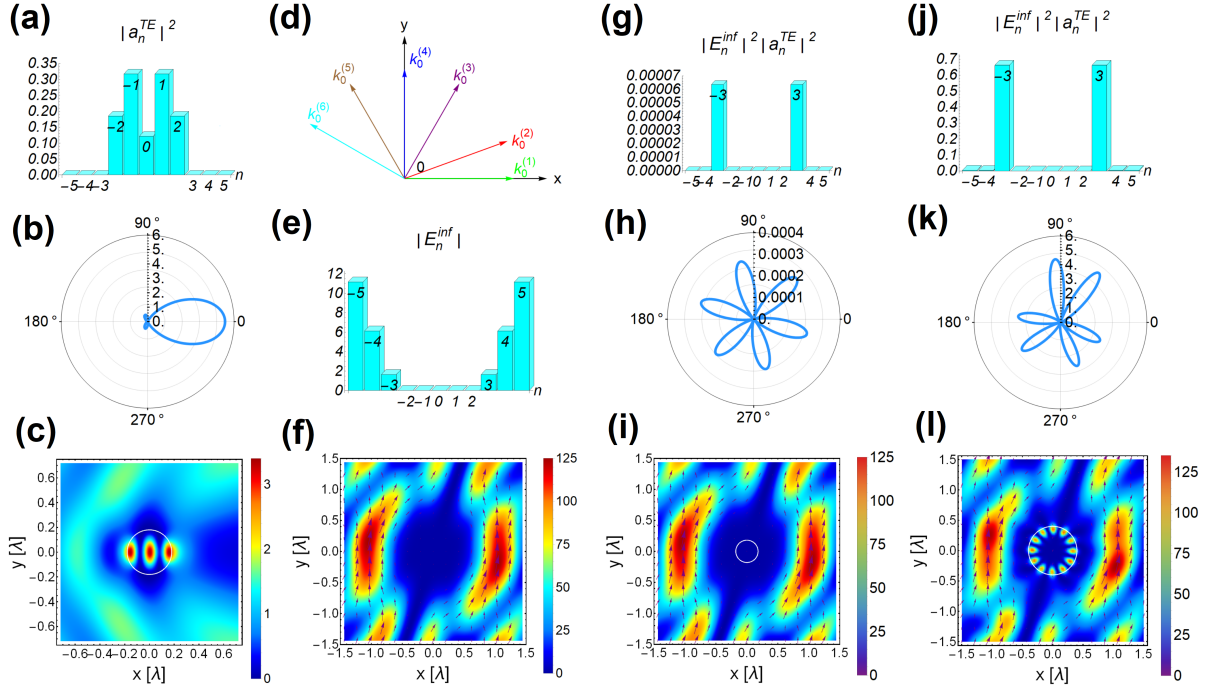 (a)
|a_n^{TE}|^2
0.35
0.30
0.25
0.20
0.15
0.10
0.05
0.00
−1 1
−2 0 2
−5−4−3 3 4 5 n
(d)
y
k_0^{(4)}
k_0^{(5)} k_0^{(3)}
k_0^{(6)} k_0^{(2)}
0 k_0^{(1)}
x
(g)
|E_n^{inf}|^2|a_n^{TE}|^2
0.00007
0.00006
0.00005
0.00004
0.00003
0.00002
0.00001
0.00000
−3 3
−5−4 −2−10 1 2 4 5 n
(j)
|E_n^{inf}|^2|a_n^{TE}|^2
0.7
0.6
0.5
0.4
0.3
0.2
0.1
0.0
−3 3
−5−4 −2−1 0 1 2 4 5 n
(b)
90°
6.
5.
4.
3.
2.
1.
0.
180° 0
270°
(e)
|E_n^{inf}|
12
10
8
6
4
2
0
−5 5
−4 4
−3 3
−2−1 0 1 2 n
(h)
90°
0.0004
0.0003
0.0002
0.0001
0.
180° 0
270°
(k)
90°
6.
5.
4.
3.
2.
1.
0.
180° 0
270°
(c)
y [λ]
0.6
0.4
0.2
0.0
−0.2
−0.4
−0.6
−0.6 −0.4 −0.2 0.0 0.2 0.4 0.6
x [λ]
3
2
1
0
(f)
y [λ]
1.5
1.0
0.5
0.0
−0.5
−1.0
−1.5
−1.5 −1.0 −0.5 0.0 0.5 1.0 1.5
x [λ]
125
100
75
50
25
0
(i)
y [λ]
1.5
1.0
0.5
0.0
−0.5
−1.0
−1.5
−1.5 −1.0 −0.5 0.0 0.5 1.0 1.5
x [λ]
125
100
75
50
25
0
(l)
y [λ]
1.5
1.0
0.5
0.0
−0.5
−1.0
−1.5
−1.5 −1.0 −0.5 0.0 0.5 1.0 1.5
x [λ]
125
100
75
50
25
0